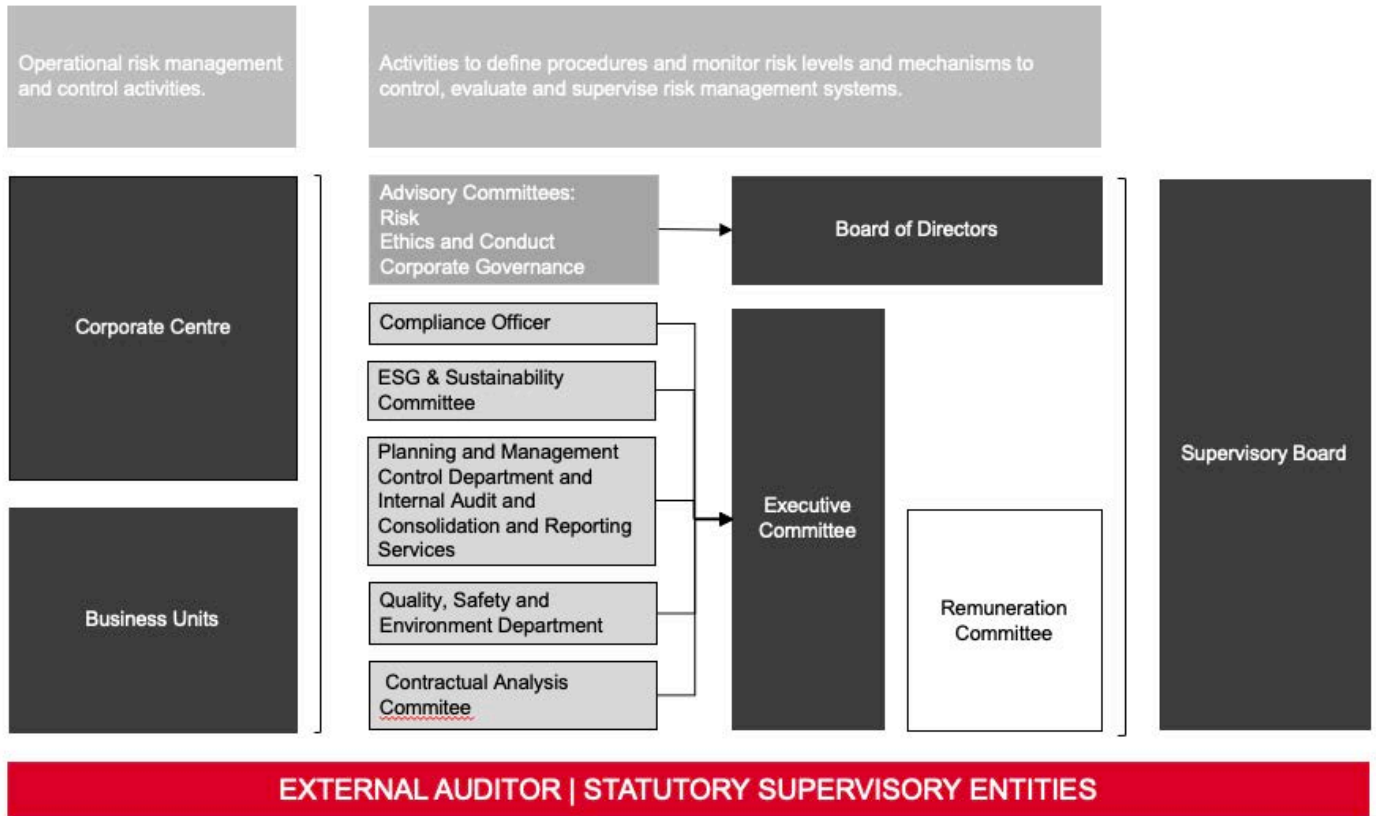 Operational risk management
and control activities.
Activities to define procedures and monitor risk levels and mechanisms to
control, evaluate and supervise risk management systems.
Corporate Centre
Business Units
Advisory Committees:
Risk
Ethics and Conduct
Corporate Governance
Compliance Officer
ESG & Sustainability
Committee
Planning and Management
Control Department and
Internal Audit and
Consolidation and Reporting
Services
Quality, Safety and
Environment Department
Contractual Analysis
Commitee
Board of Directors
Executive
Committee
Remuneration
Committee
Supervisory Board
EXTERNAL AUDITOR | STATUTORY SUPERVISORY ENTITIES